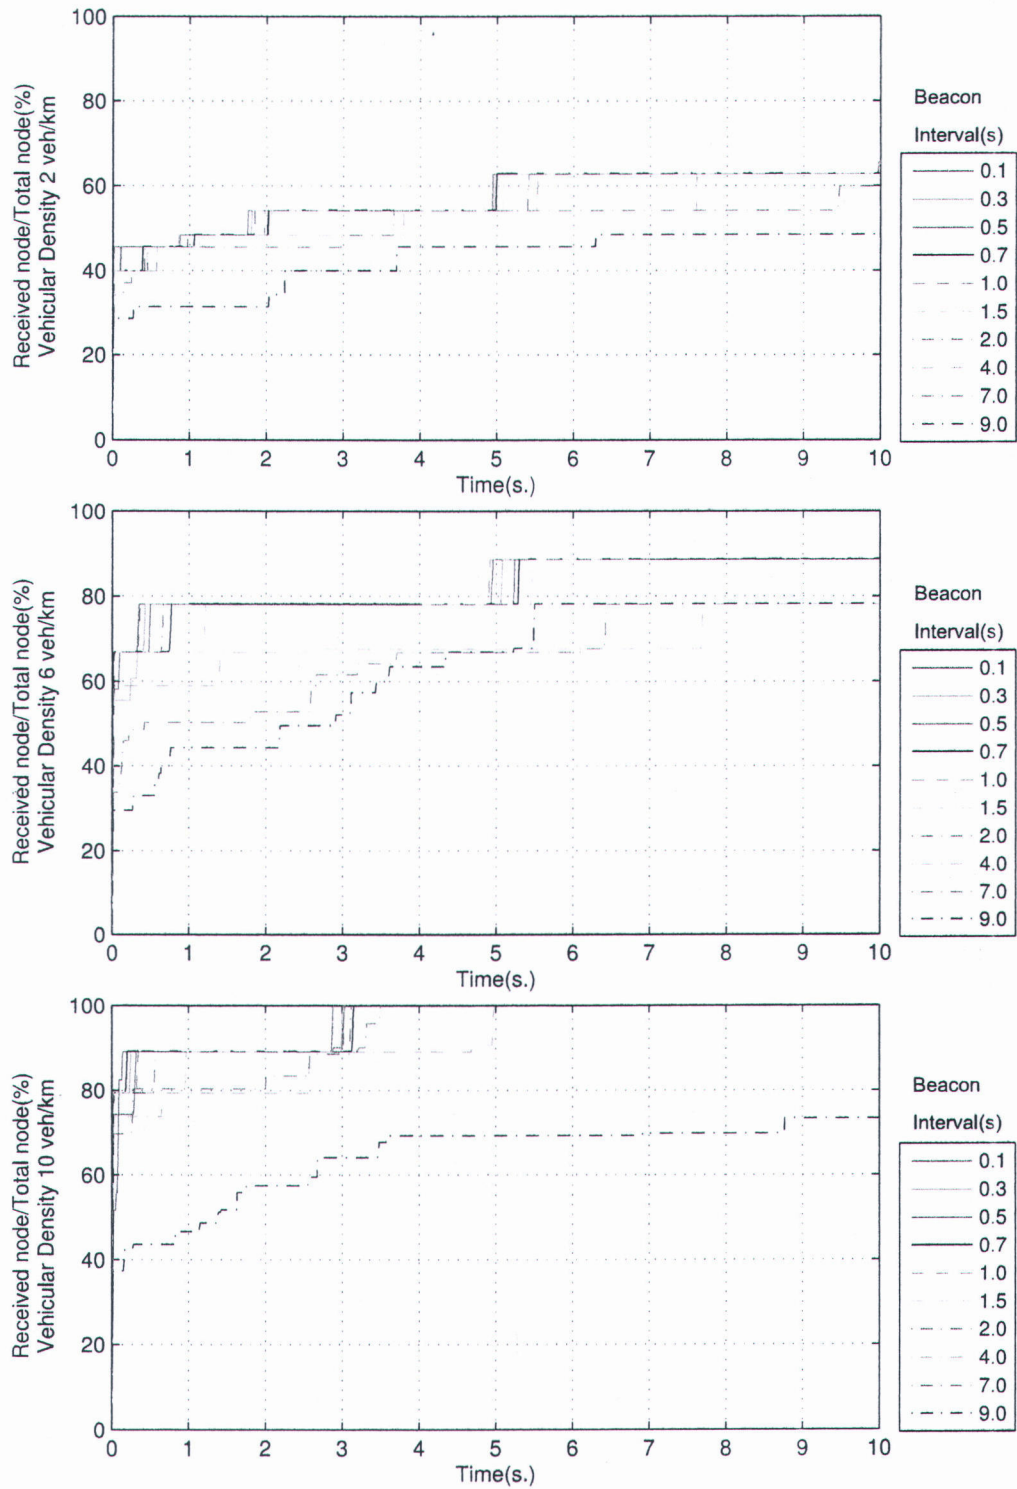 Received node/Total node(%)
Vehicular Density 2 veh/km
100
80
60
40
20
0
0 1 2 3 4 5 6 7 8 9 10
Time(s.)
Beacon
Interval(s)
0.1
0.3
0.5
0.7
1.0
1.5
2.0
4.0
7.0
9.0
Received node/Total node(%)
Vehicular Density 6 veh/km
100
80
60
40
20
0
0 1 2 3 4 5 6 7 8 9 10
Time(s.)
Beacon
Interval(s)
0.1
0.3
0.5
0.7
1.0
1.5
2.0
4.0
7.0
9.0
Received node/Total node(%)
Vehicular Density 10 veh/km
100
80
60
40
20
0
0 1 2 3 4 5 6 7 8 9 10
Time(s.)
Beacon
Interval(s)
0.1
0.3
0.5
0.7
1.0
1.5
2.0
4.0
7.0
9.0